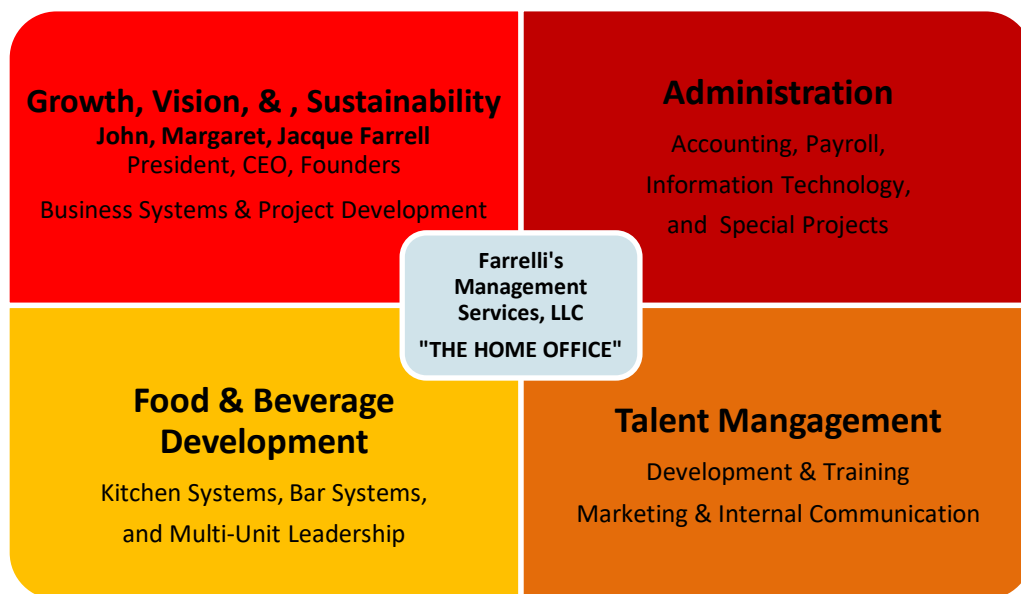 Growth, Vision, & , Sustainability
John, Margaret, Jacque Farrell
President, CEO, Founders
Business Systems & Project Development
Administration
Accounting, Payroll,
Information Technology,
and Special Projects
Farrelli's
Management
Services, LLC
"THE HOME OFFICE"
Food & Beverage
Development
Kitchen Systems, Bar Systems,
and Multi-Unit Leadership
Talent Mangagement
Development & Training
Marketing & Internal Communication